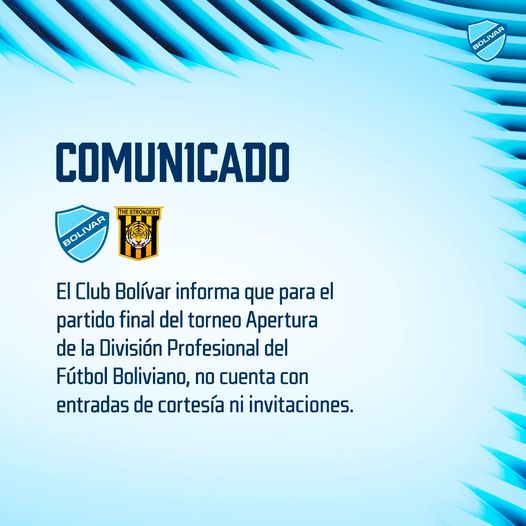 BOLIVAR
COMUNICADO
BOLIVAR
THE STRONGEST
El Club Bolívar informa que para el
partido final del torneo Apertura
de la División Profesional del
Fútbol Boliviano, no cuenta con
entradas de cortesía ni invitaciones.